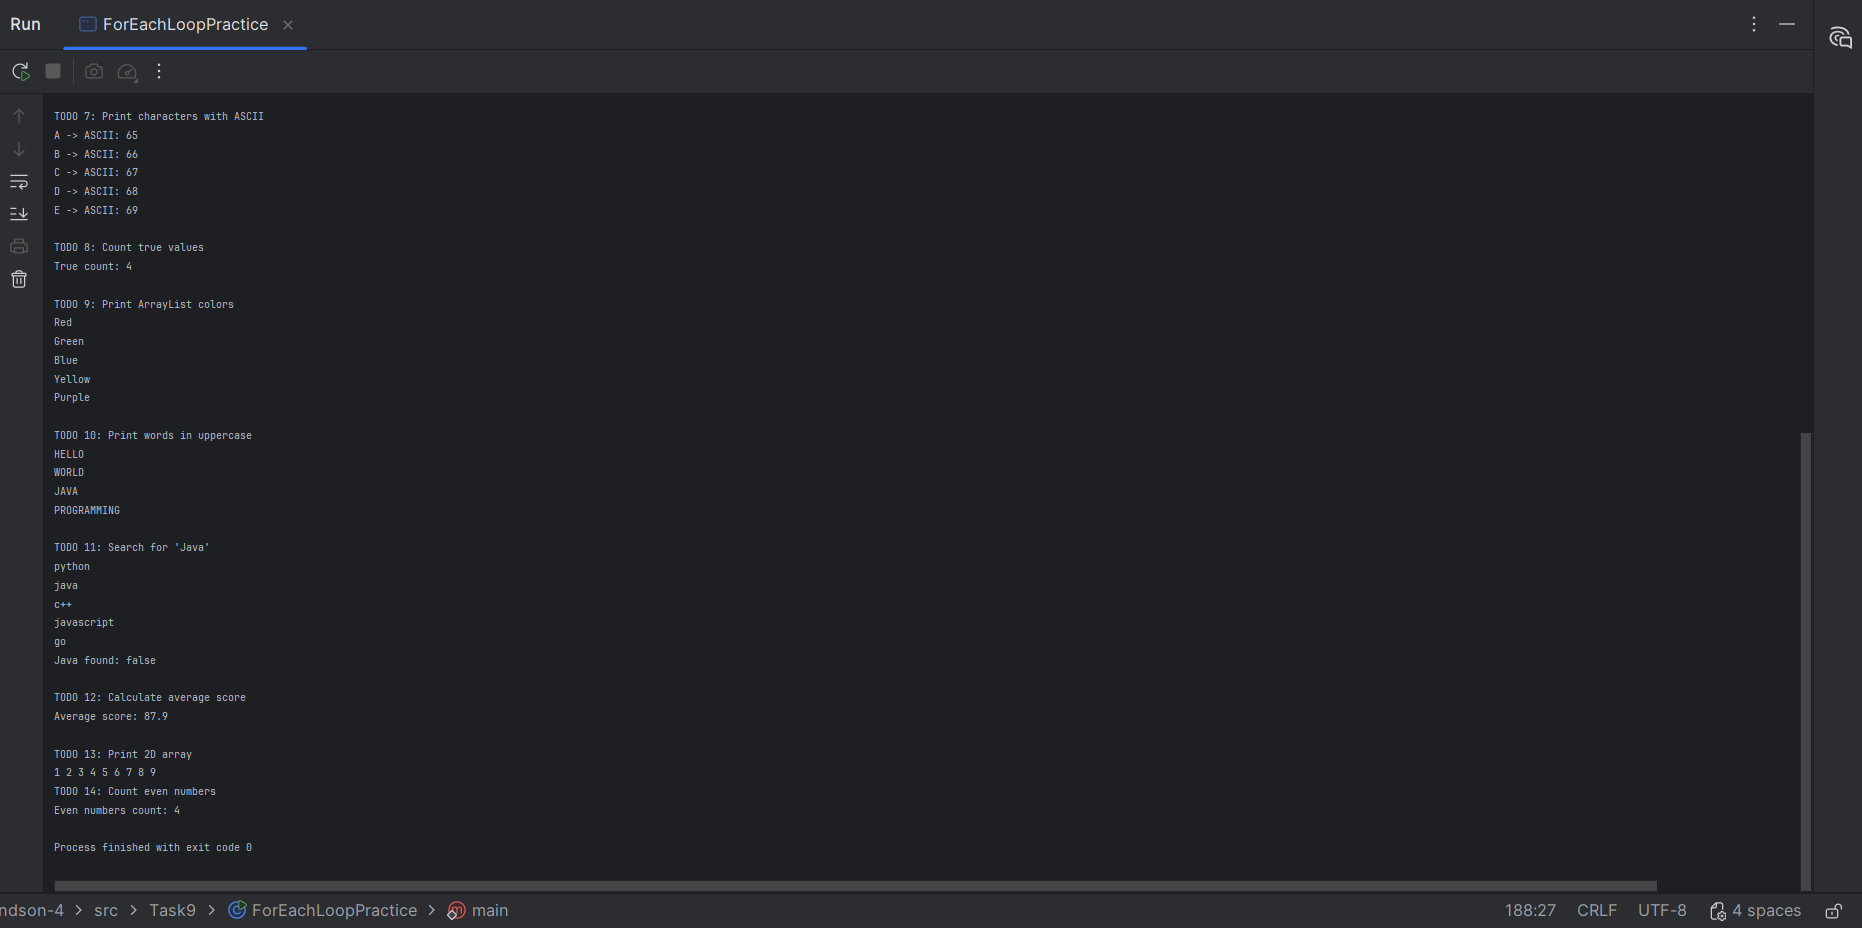 Run ForEachLoopPractice
TODO 7: Print characters with ASCII
A -> ASCII: 65
B -> ASCII: 66
C -> ASCII: 67
D -> ASCII: 68
E -> ASCII: 69
TODO 8: Count true values
True count: 4
TODO 9: Print ArrayList colors
Red
Green
Blue
Yellow
Purple
TODO 10: Print words in uppercase
HELLO
WORLD
JAVA
PROGRAMMING
TODO 11: Search for 'Java'
python
java
c++
javascript
go
Java found: false
TODO 12: Calculate average score
Average score: 87.9
TODO 13: Print 2D array
1 2 3 4 5 6 7 8 9
TODO 14: Count even numbers
Even numbers count: 4
Process finished with exit code 0
ndson-4 > src > Task9 > ForEachLoopPractice > main 188:27 CRLF UTF-8 4 spaces